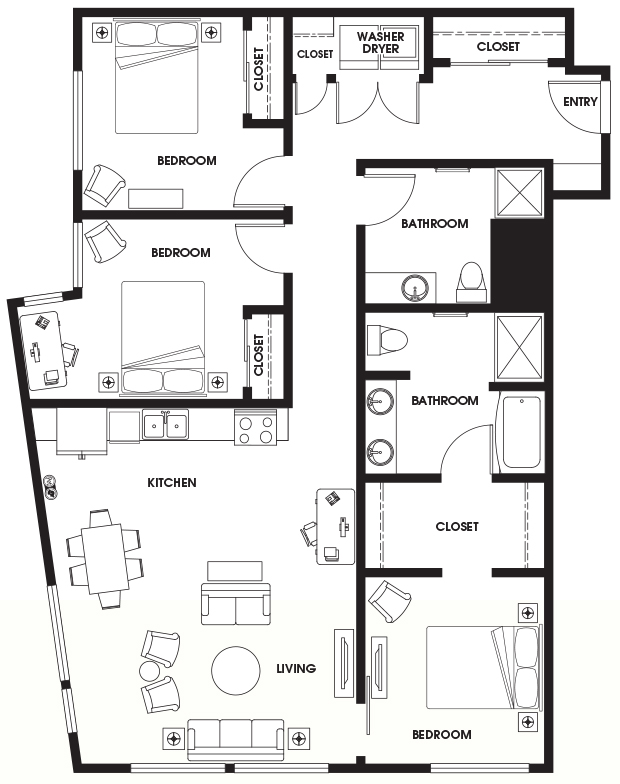 CLOSET
CLOSET
WASHER
DRYER
CLOSET
ENTRY
BEDROOM
BATHROOM
BEDROOM
CLOSET
BATHROOM
KITCHEN
CLOSET
LIVING
BEDROOM